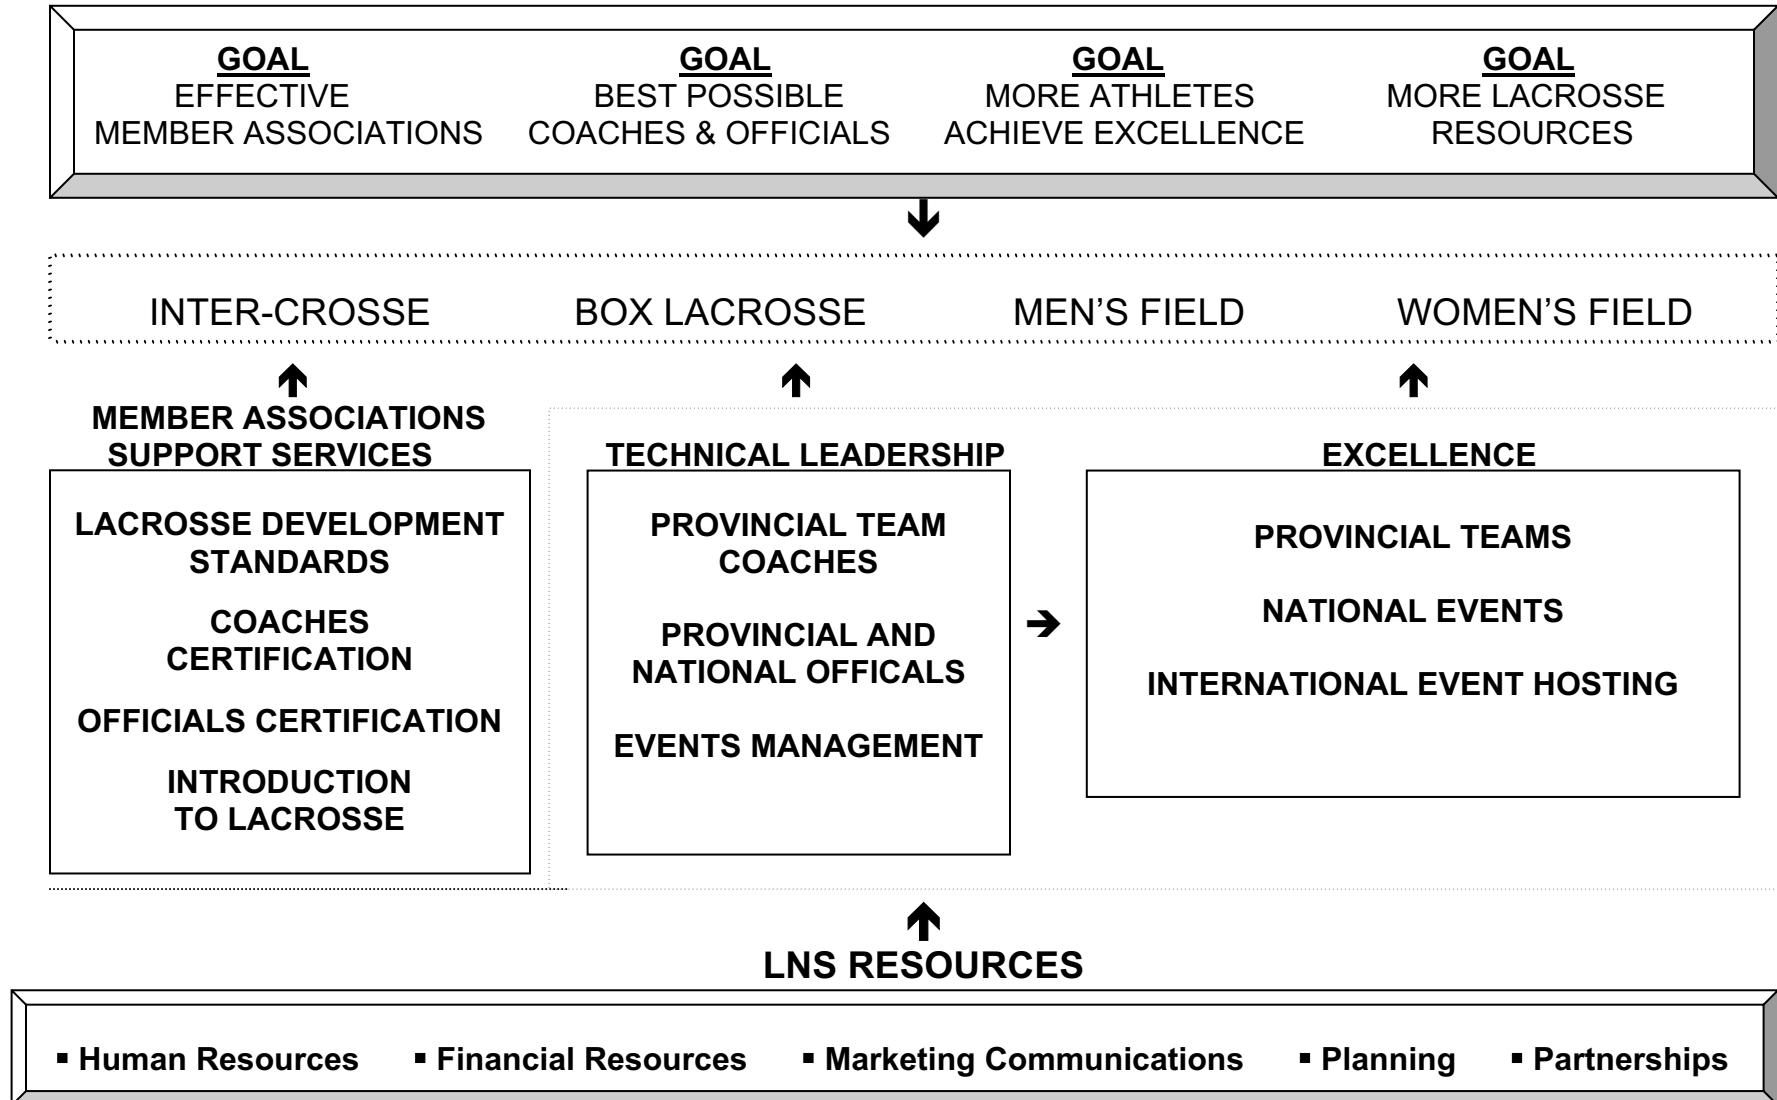 GOAL
EFFECTIVE
MEMBER ASSOCIATIONS
GOAL
BEST POSSIBLE
COACHES & OFFICIALS
GOAL
MORE ATHLETES
ACHIEVE EXCELLENCE
GOAL
MORE LACROSSE
RESOURCES
INTER-CROSSE
BOX LACROSSE
MEN'S FIELD
WOMEN'S FIELD
MEMBER ASSOCIATIONS
SUPPORT SERVICES
LACROSSE DEVELOPMENT
STANDARDS
COACHES
CERTIFICATION
OFFICIALS CERTIFICATION
INTRODUCTION
TO LACROSSE
TECHNICAL LEADERSHIP
PROVINCIAL TEAM
COACHES
PROVINCIAL AND
NATIONAL OFFICALS
EVENTS MANAGEMENT
EXCELLENCE
PROVINCIAL TEAMS
NATIONAL EVENTS
INTERNATIONAL EVENT HOSTING
LNS RESOURCES
▪ Human Resources ▪ Financial Resources ▪ Marketing Communications ▪ Planning ▪ Partnerships